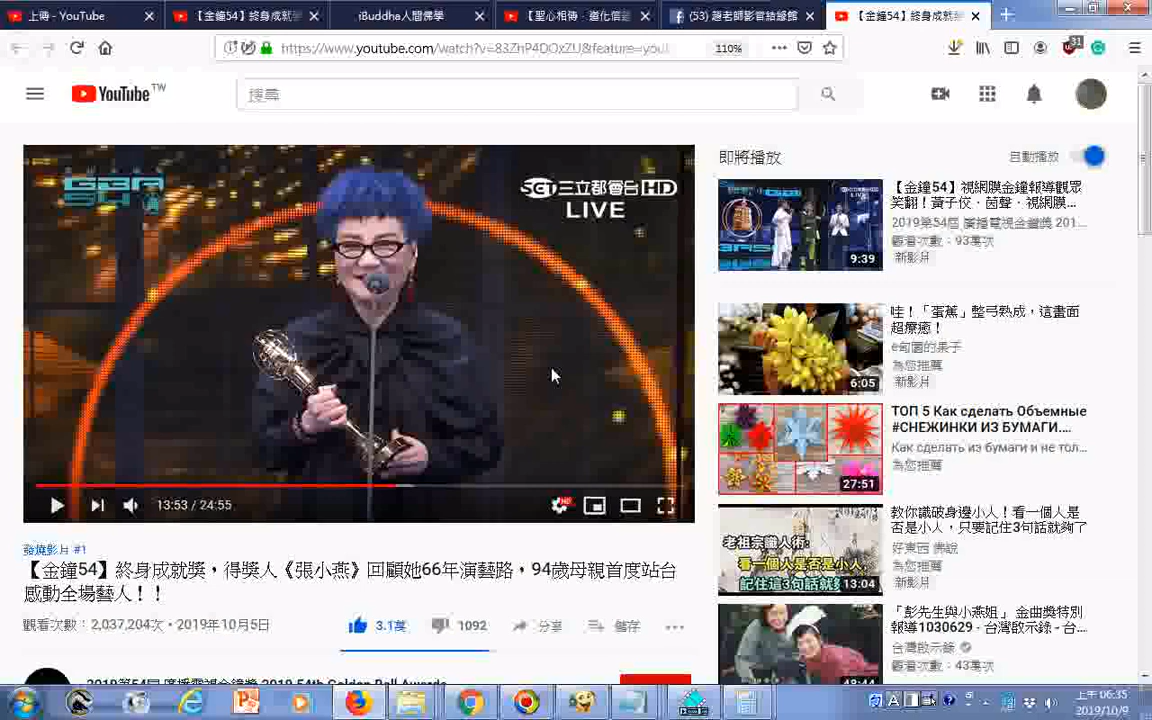 上傳 - YouTube
【金鐘54】終身成就
iBuddha人間佛學
(53) 趙老師影音結緣館
【金鐘54】終身成就
https://www.youtube.com/watch?v=83ZhP4DOxZU&feature=you
110%
31
YouTube TW
搜尋
GBA 54
SGT三立都會台HD
LIVE
13:53 / 24:55
HD
發燒影片 #1
【金鐘54】終身成就獎，得獎人《張小燕》回顧她66年演藝路，94歲母親首度站台
感動全場藝人！！
觀看次數：2,037,204次・2019年10月5日
3.1萬
1092
分享
儲存
即將播放
自動播放
【金鐘54】視網膜金鐘報導觀眾
笑翻！黃子佼．茵聲．視網膜...
2019第54屆 廣播電視金鐘獎 201...
觀看次數：93萬次
新影片
9:39
哇！「蛋蕉」整弓熟成，這畫面
超療癒！
e甸園的果子
為您推薦
新影片
6:05
ТОП 5 Как сделать Объемные
#СНЕЖИНКИ ИЗ БУМАГИ....
Как сделать из бумаги и не тол...
為您推薦
27:51
教你識破身邊小人！看一個人是
否是小人，只要記住3句話就夠了
好東西 佛說
為您推薦
新影片
老祖宗識人術:
看一個人是否是小人
記住這3句話就夠
13:04
「彭先生與小燕姐」 金曲獎特別
報導1030629 - 台灣啟示錄 - 台...
台灣啟示錄
觀看次數：43萬次
48:44
2019第54屆 廣播電視金鐘獎 2019 54th Golden Bell Awards
上午 06:35
2019/10/9